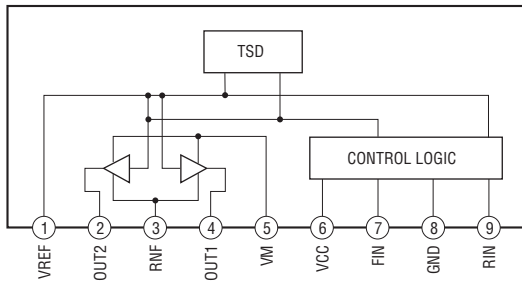 TSD
CONTROL LOGIC
1 2 3 4 5 6 7 8 9
VREF OUT2 RNF OUT1 VM VCC FIN GND RIN